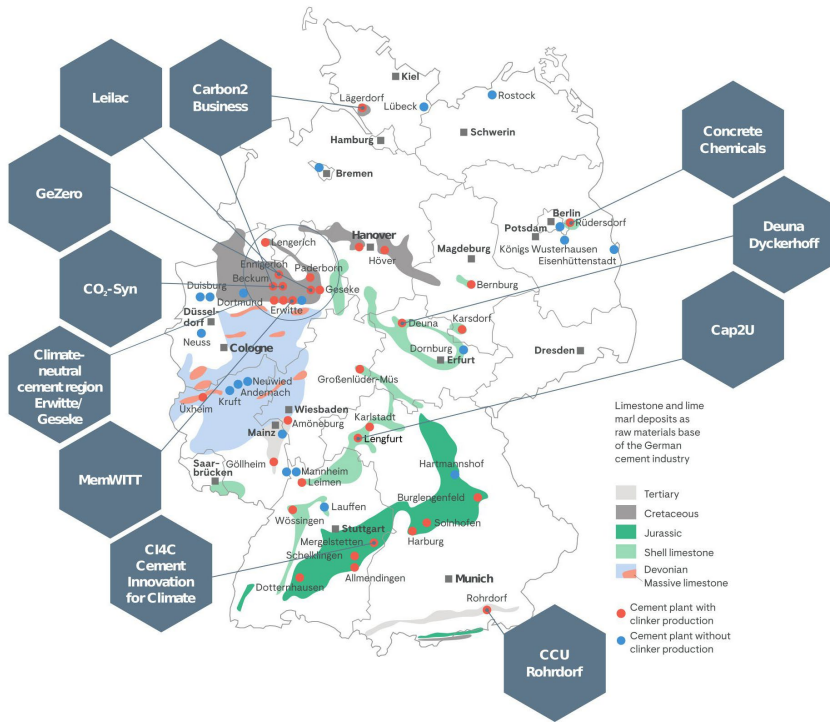 Leilac
Carbon2
Business
GeZero
CO₂-Syn
Climate-
neutral
cement region
Erwitte/
Geseke
MemWITT
CI4C
Cement
Innovation
for Climate
Concrete
Chemicals
Deuna
Dyckerhoff
Cap2U
CCU
Rohrdorf
Kiel
Lägerdorf
Lübeck
Rostock
Hamburg
Schwerin
Bremen
Berlin
Rüdersdorf
Potsdam
Königs Wusterhausen
Eisenhüttenstadt
Hanover
Höver
Magdeburg
Bernburg
Lengerich
Ennigerloh
Paderborn
Beckum
Geseke
Duisburg
Dortmund
Erwitte
Düssel-
dorf
Neuss
Cologne
Deuna
Karsdorf
Dornburg
Erfurt
Dresden
Großenlüder-Müs
Neuwied
Andernach
Kruft
Üxheim
Wiesbaden
Amöneburg
Mainz
Karlstadt
Lengfurt
Saar-
brücken
Göllheim
Mannheim
Leimen
Hartmannshof
Burglengenfeld
Lauffen
Wössingen
Stuttgart
Solnhofen
Harburg
Mergelstetten
Schelklingen
Allmendingen
Dotternhausen
Munich
Rohrdorf
Limestone and lime
marl deposits as
raw materials base
of the German
cement industry
Tertiary
Cretaceous
Jurassic
Shell limestone
Devonian
Massive limestone
Cement plant with
clinker production
Cement plant without
clinker production